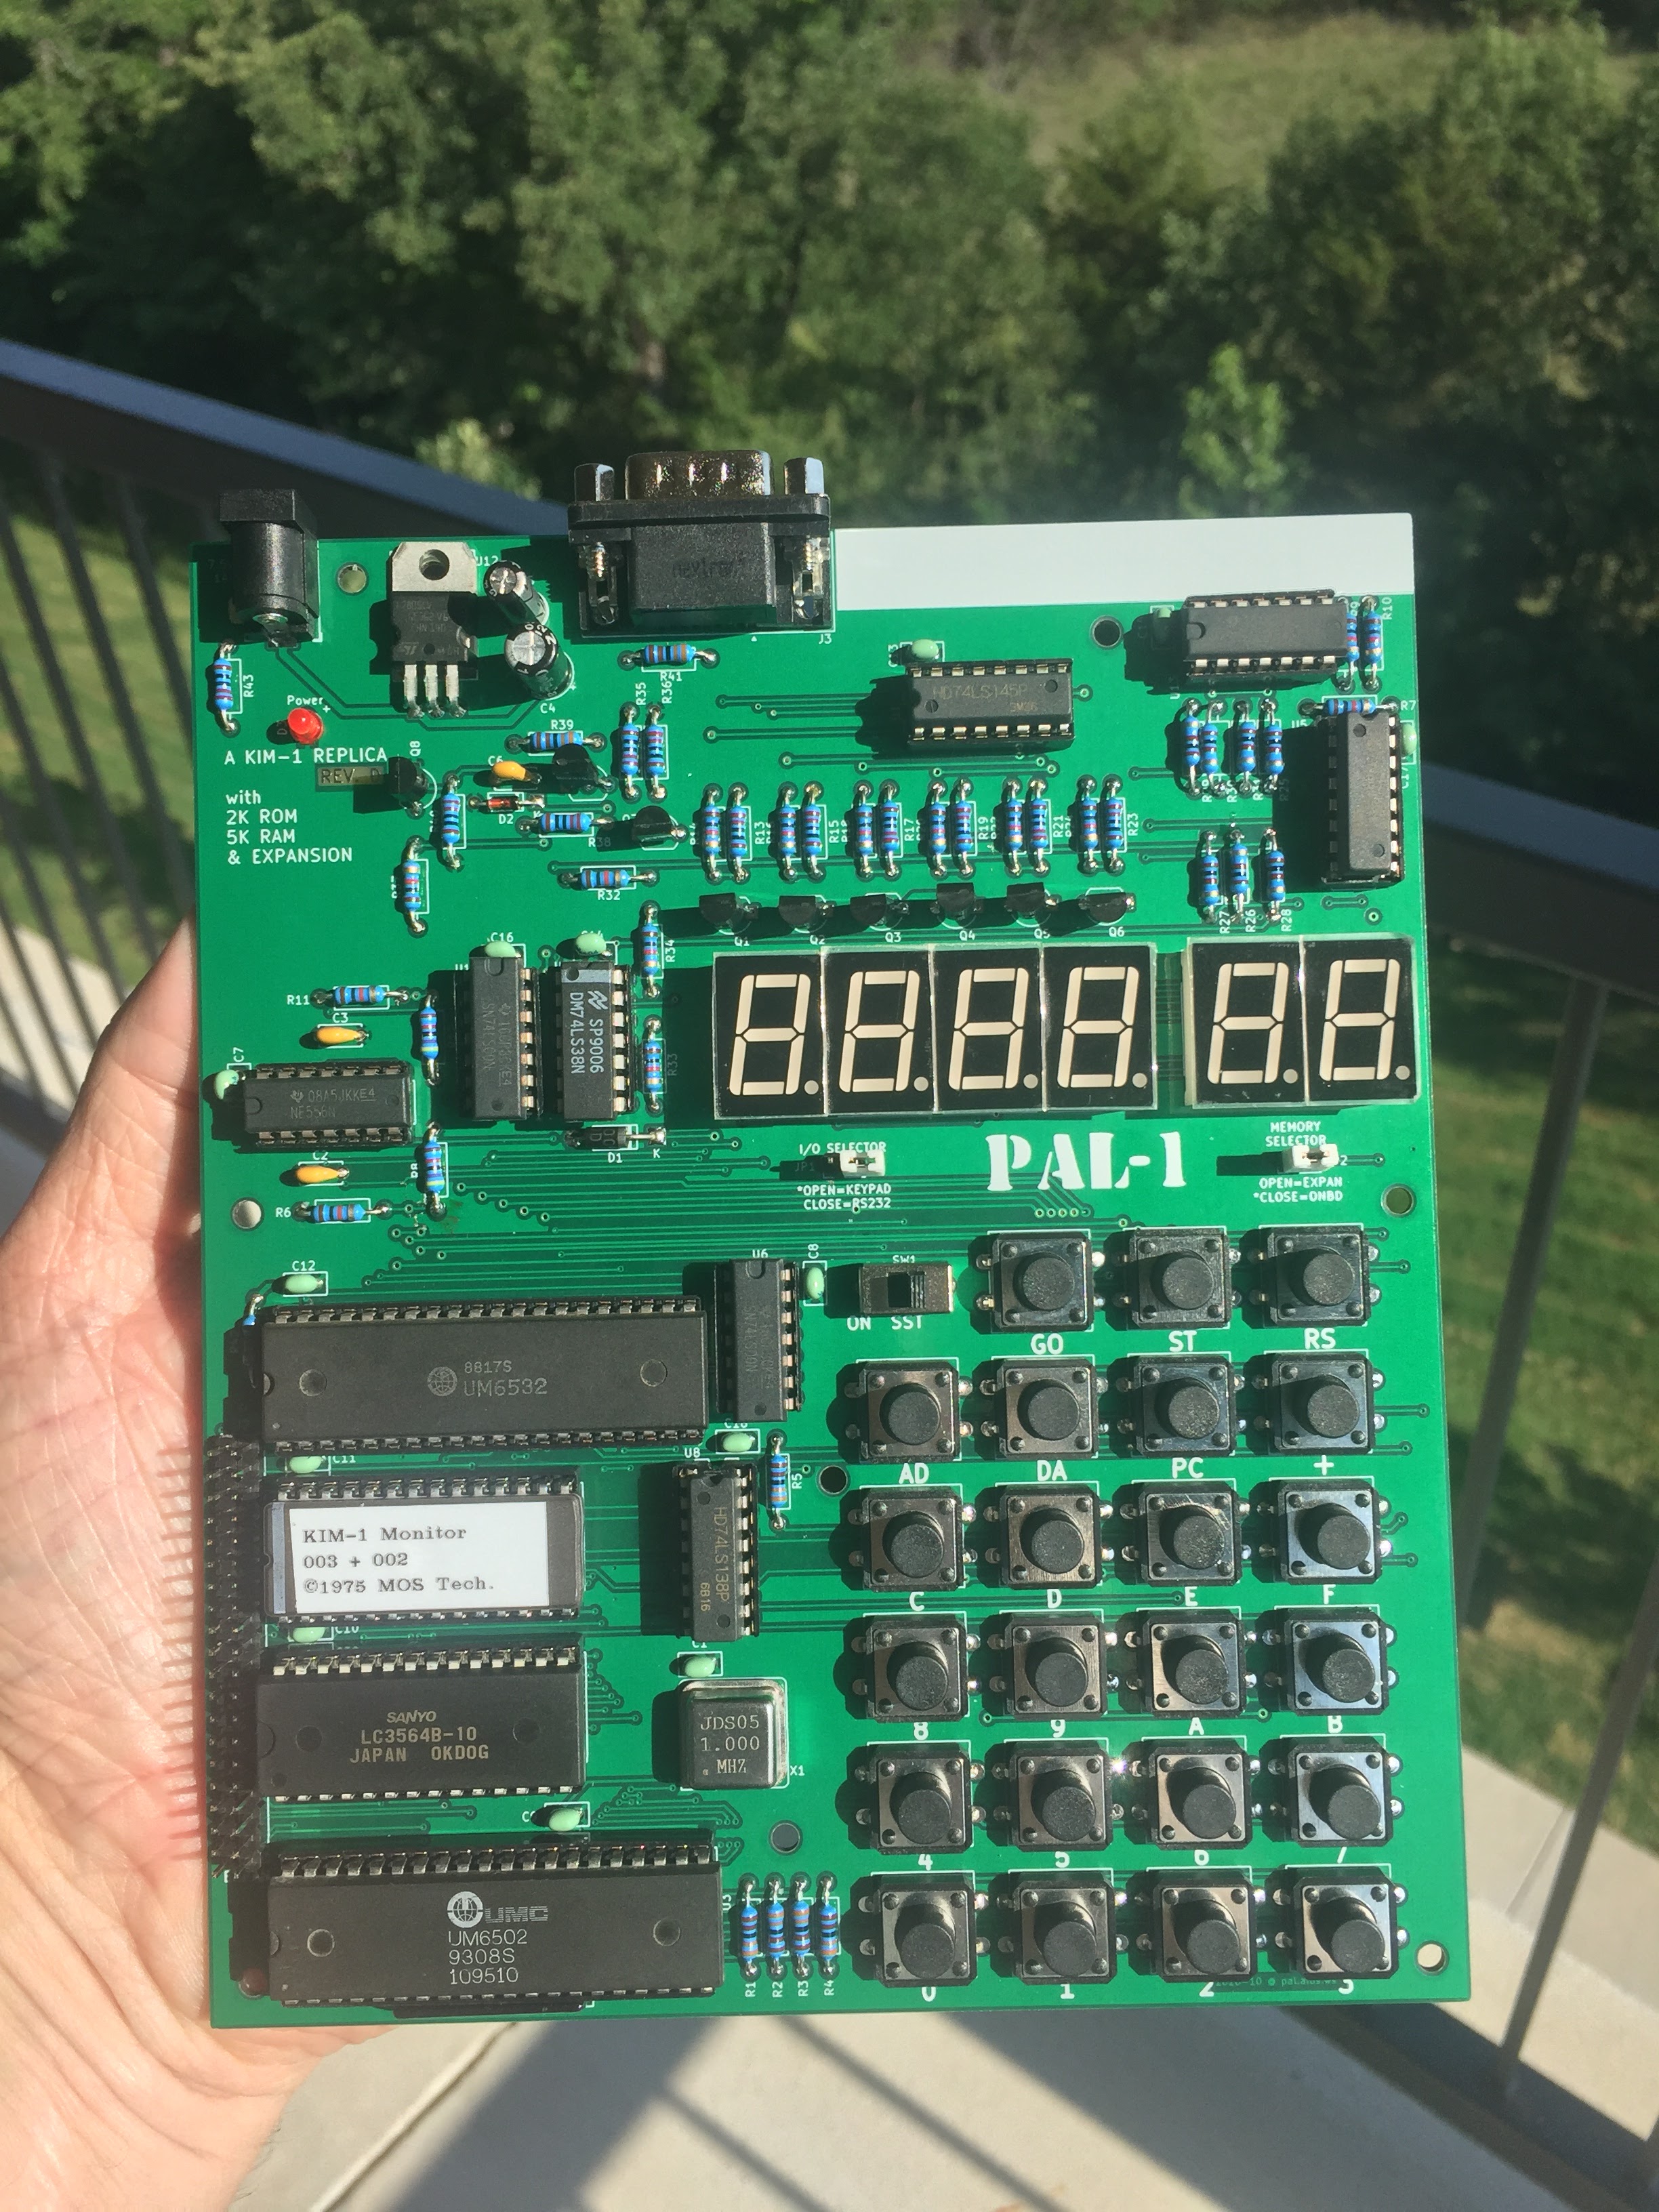 J12
J3
R43
R41
R35
R36
C4
R39
HD74LS145P
3M36
R9
R10
R7
Power
+
A KIM-1 REPLICA
REV.
Q8
C6
D2
R38
with
2K ROM
5K RAM
& EXPANSION
R13
R15
R17
R19
R21
R23
R32
R34
R27
R26
R28
Q1
Q2
Q3
Q4
Q5
Q6
C16
R11
C3
C7
08A5JKKE4
NE556N
SP9006
DM74LS38N
R33
D1
K
C2
R8
R6
I/O SELECTOR
JP1
*OPEN=KEYPAD
CLOSE=RS232
PAL-1
MEMORY
SELECTOR
*OPEN=EXPAN
*CLOSE=ONBD
C12
U6
C8
SW1
ON SST
GO
ST
RS
8817S
UM6532
AD
DA
PC
+
C11
U8
R5
KIM-1 Monitor
003 + 002
©1975 MOS Tech.
HD74LS138P
6816
C
D
E
F
C10
C1
SANYO
LC3564B-10
JAPAN OKDOG
JDS05
1.000
MHZ
X1
8
9
A
B
4
5
6
7
UMC
UM6502
9308S
109510
R1
R2
R3
R4
0
1
2
3